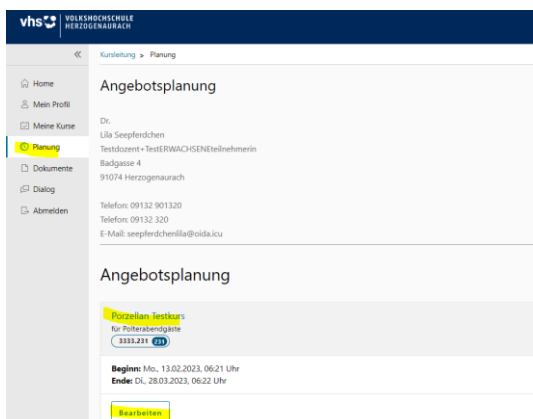 vhs VOLKSHOCHSCHULE
HERZOGENAURACH
Kursleitung > Planung
Home
Mein Profil
Meine Kurse
Planung
Dokumente
Dialog
Abmelden
Angebotsplanung
Dr.
Lila Seepferdchen
Testdozent+TestERWACHSENEteilnehmerin
Badgasse 4
91074 Herzogenaurach
Telefon: 09132 901320
Telefon: 09132 320
E-Mail: seepferdchenlila@oida.icu
Angebotsplanung
Porzellan Testkurs
für Polterabendgäste
3333.231 231
Beginn: Mo., 13.02.2023, 06:21 Uhr
Ende: Di., 28.03.2023, 06:22 Uhr
Bearbeiten